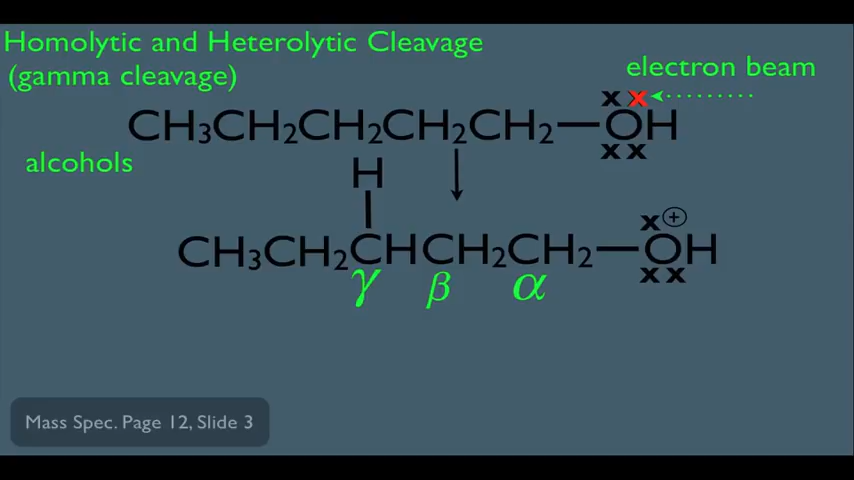 Homolytic and Heterolytic Cleavage
(gamma cleavage)
electron beam
x x
CH₃CH₂CH₂CH₂CH₂—OH
x x
alcohols
H
x ⊕
CH₃CH₂CHCH₂CH₂—OH
x x
γ β α
Mass Spec. Page 12, Slide 3